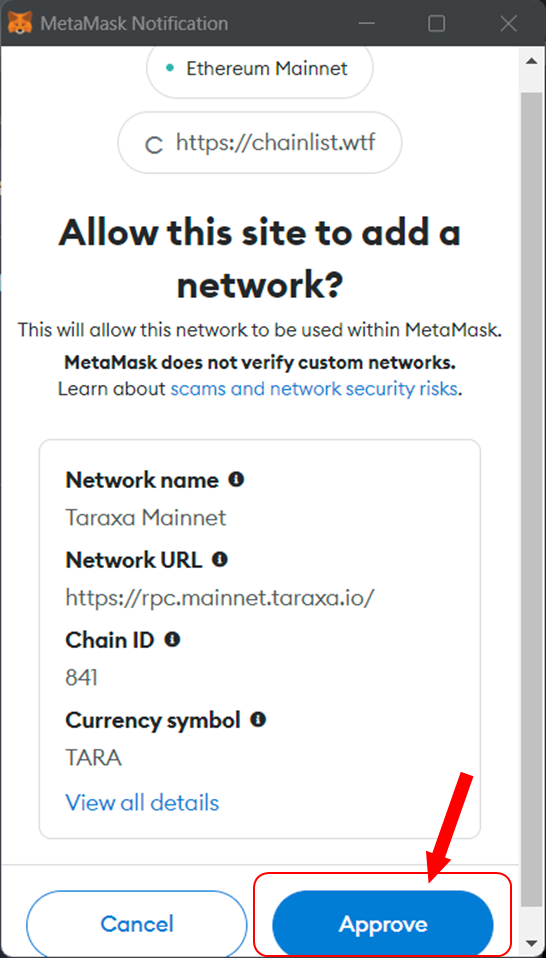 MetaMask Notification
Ethereum Mainnet
https://chainlist.wtf
Allow this site to add a
network?
This will allow this network to be used within MetaMask.
MetaMask does not verify custom networks.
Learn about scams and network security risks.
Network name
Taraxa Mainnet
Network URL
https://rpc.mainnet.taraxa.io/
Chain ID
841
Currency symbol
TARA
View all details
Cancel
Approve